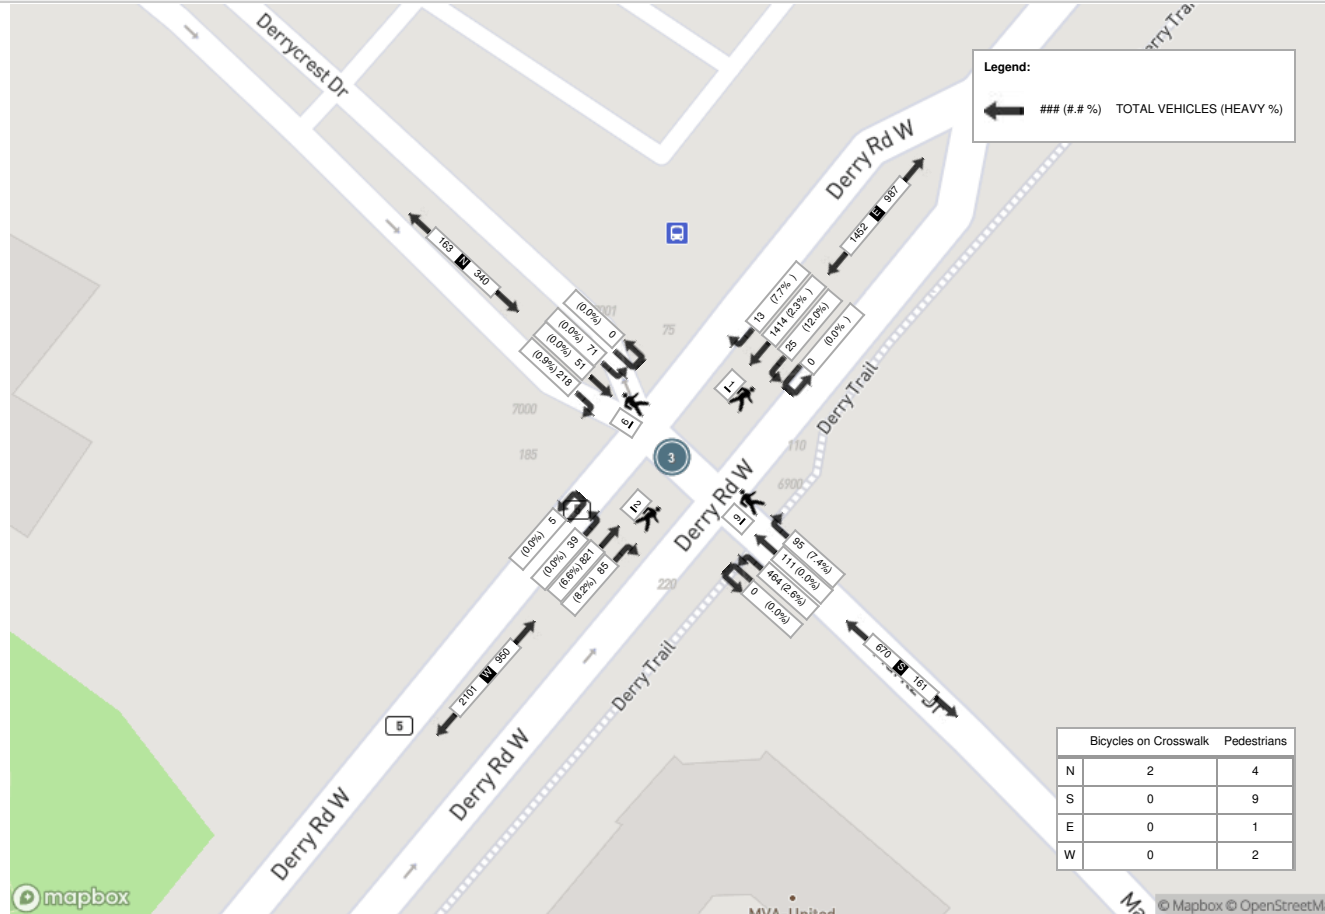 Derrycrest Dr
Derry Rd W
Legend:
### (#.# %) TOTAL VEHICLES (HEAVY %)
987
E
1452
163
N
340
(0.0%) 0
(0.0%) 71
(0.0%) 51
(0.9%) 218
13 (7.7% )
1414 (2.3% )
25 (12.0%)
0 (0.0% )
75
1
7000
185
3
Derry Trail
110
6900
Derry Rd W
2
(0.0%) 5
(0.0%) 39
(6.6%) 821
(8.2%) 85
95 (7.4%)
111 (0.0%)
464 (2.6%)
0 (0.0%)
220
950
W
2101
670
S
161
Derry Trail
5
Derry Rd W
Derry Rd W
Bicycles on Crosswalk Pedestrians
N 2 4
S 0 9
E 0 1
W 0 2
mapbox
MVA United
© Mapbox © OpenStreetM